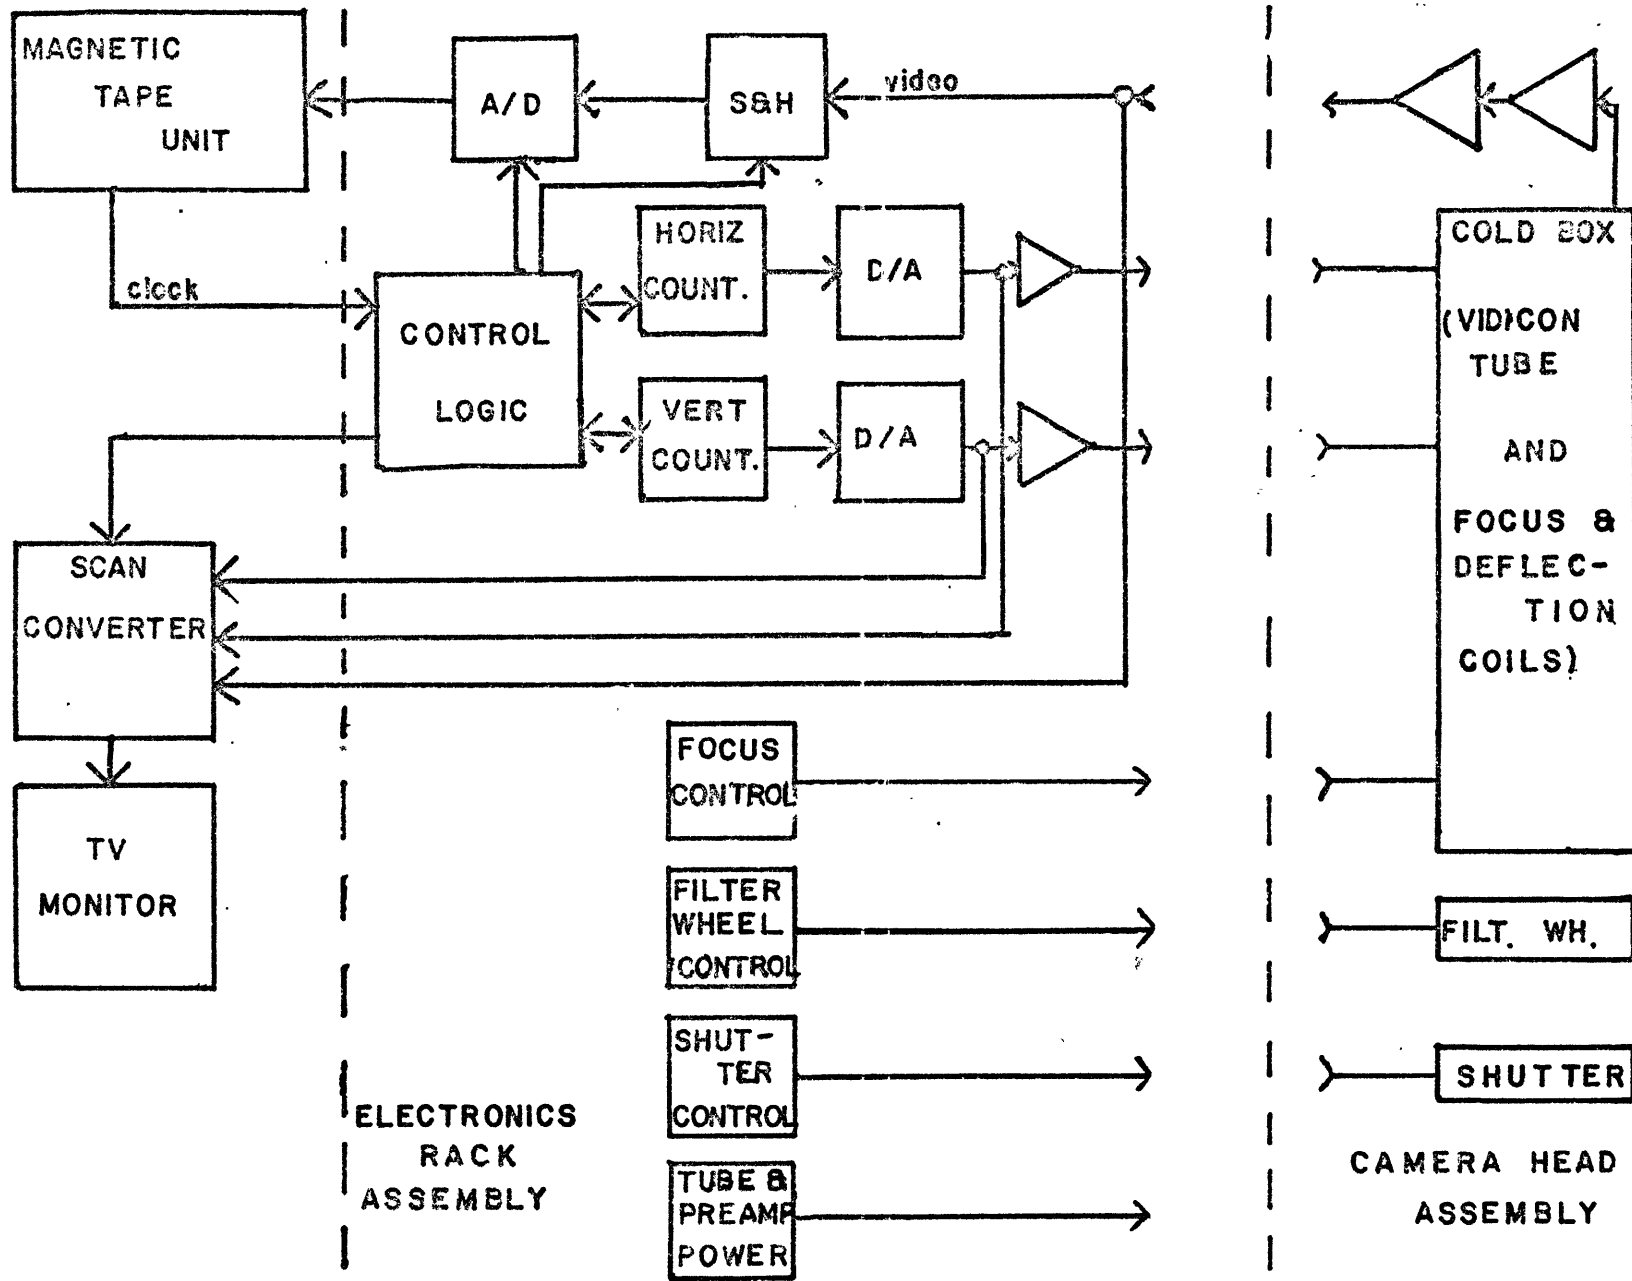 MAGNETIC
TAPE
UNIT
A/D
S&H
video
clock
CONTROL
LOGIC
HORIZ
COUNT.
D/A
VERT
COUNT.
D/A
SCAN
CONVERTER
TV
MONITOR
FOCUS
CONTROL
FILTER
WHEEL
CONTROL
SHUT-
TER
CONTROL
TUBE &
PREAMP
POWER
ELECTRONICS
RACK
ASSEMBLY
COLD BOX
(VIDICON
TUBE
AND
FOCUS &
DEFLEC-
TION
COILS)
FILT. WH.
SHUTTER
CAMERA HEAD
ASSEMBLY